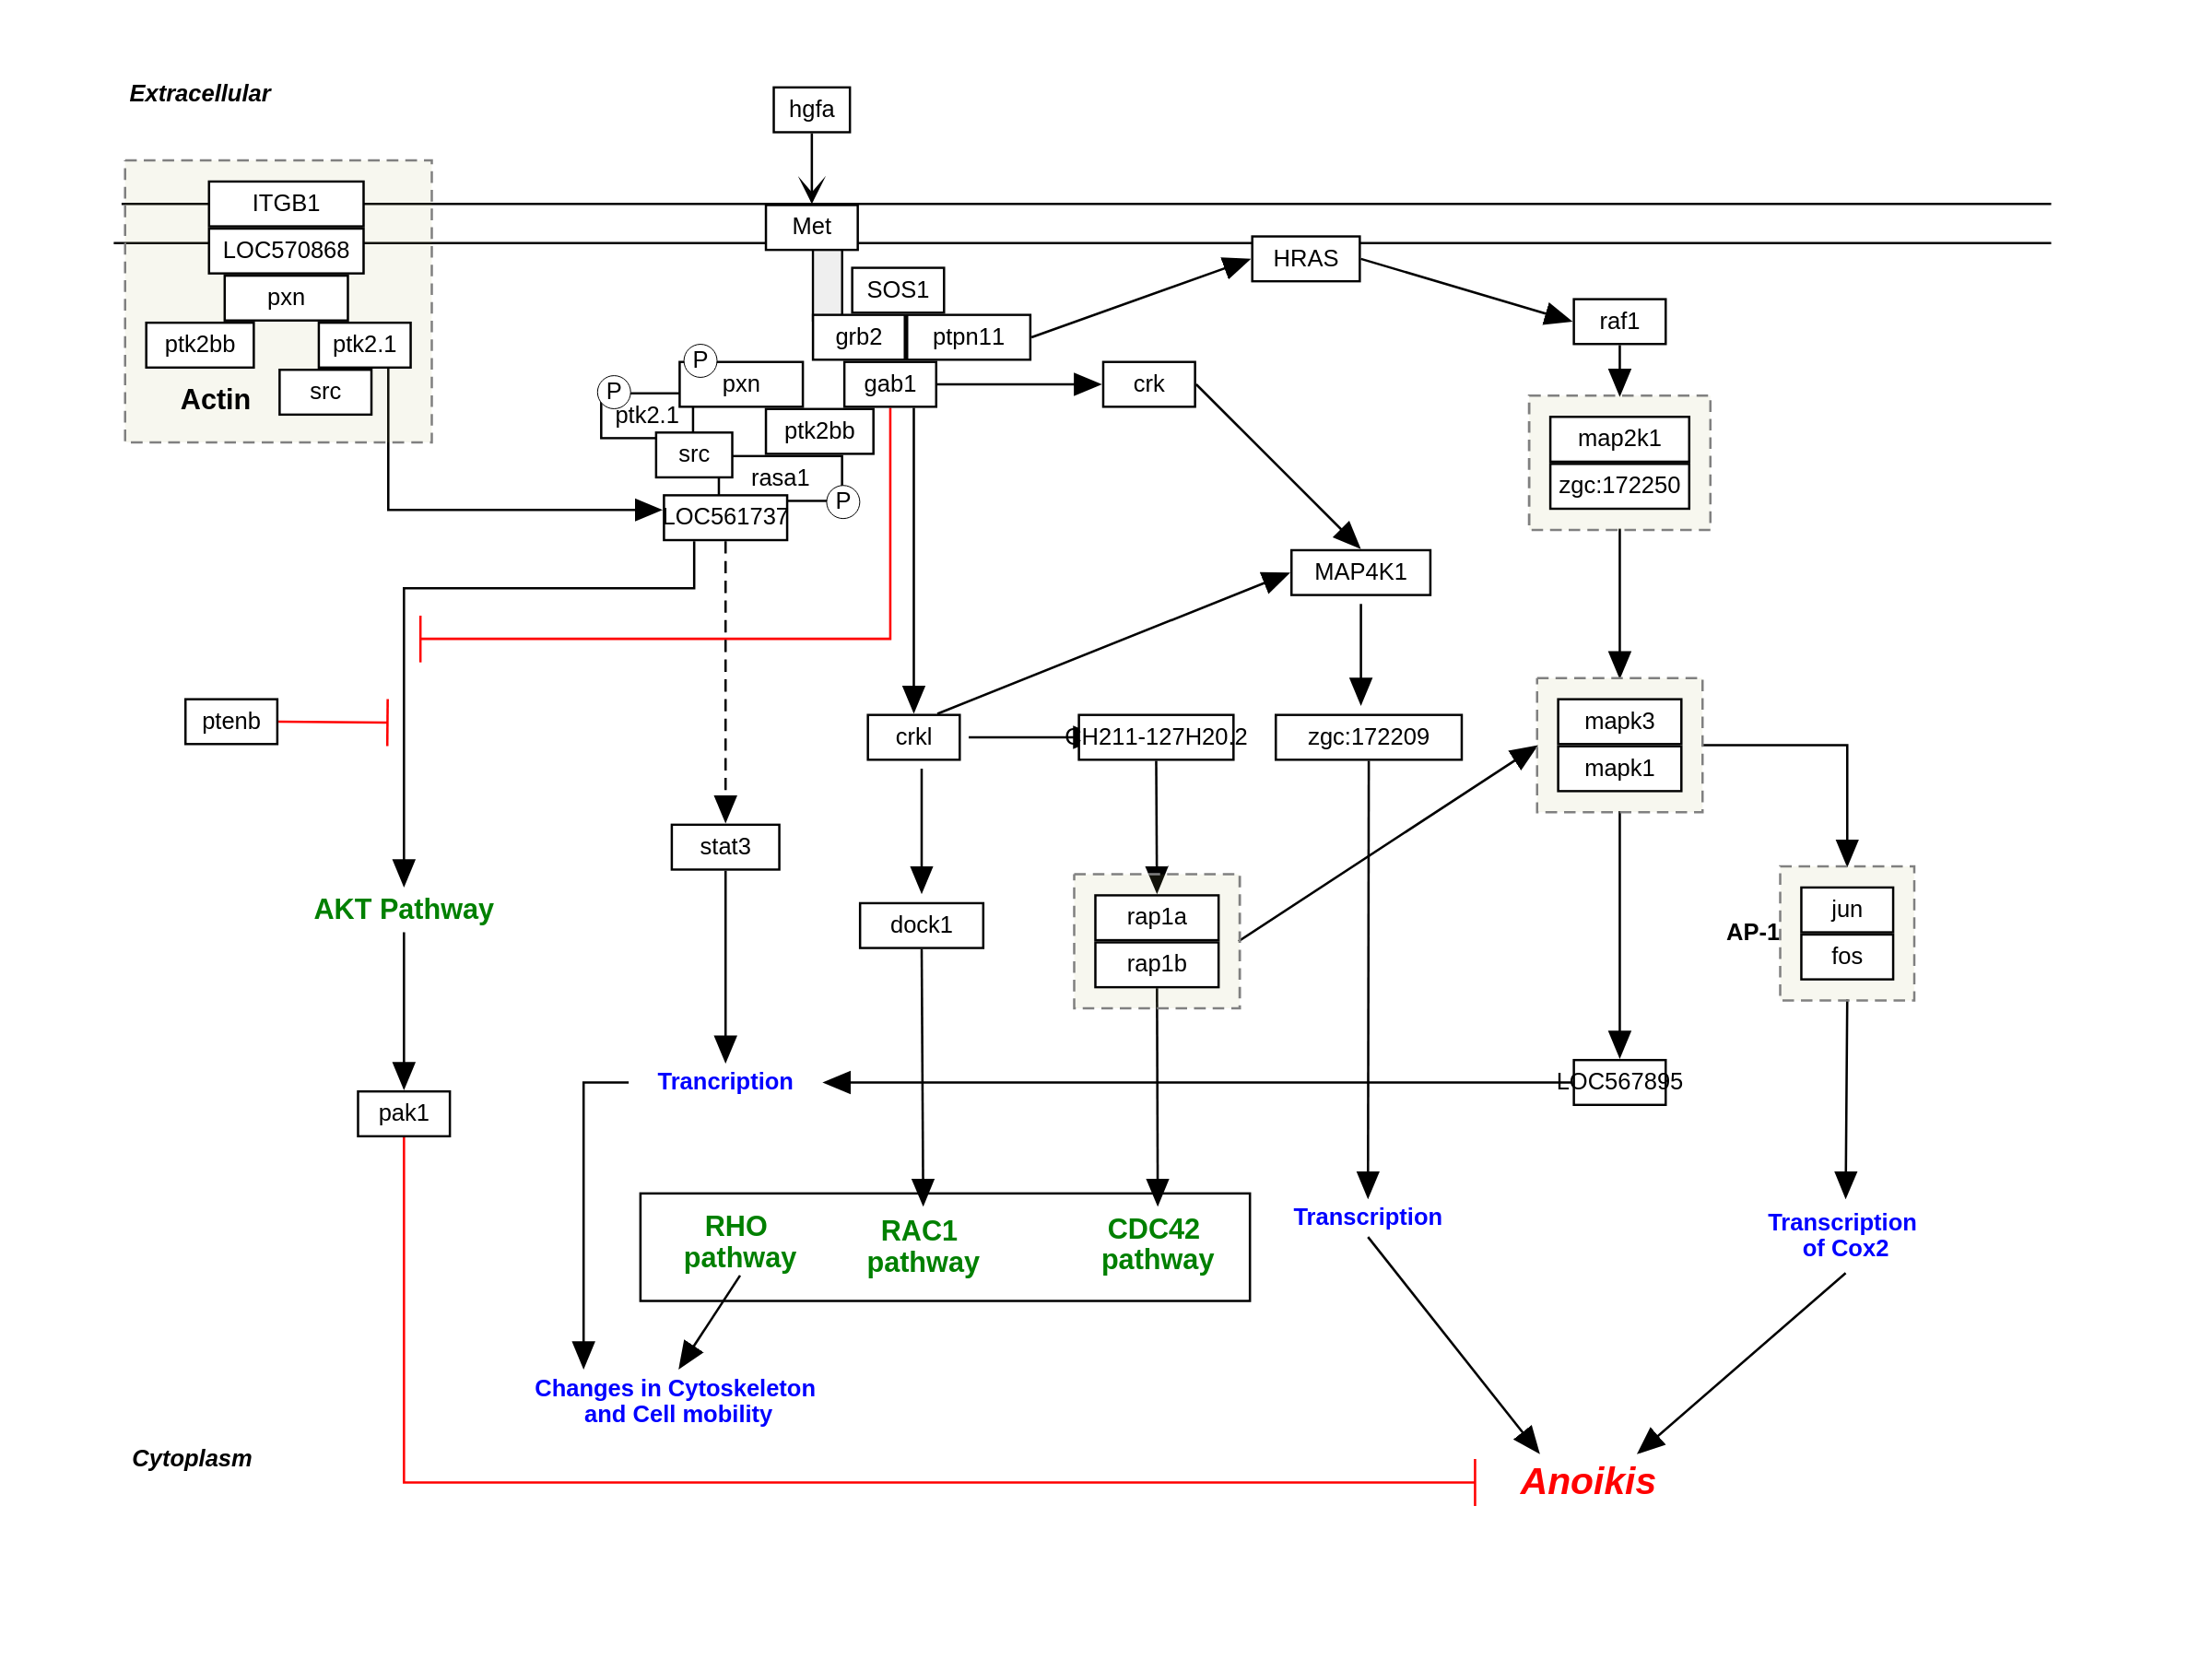 Extracellular
hgfa
ITGB1
Met
LOC570868
HRAS
pxn
SOS1
raf1
ptk2bb
ptk2.1
grb2
ptpn11
P
pxn
gab1
crk
P
src
Actin
ptk2.1
ptk2bb
map2k1
src
rasa1
zgc:172250
P
LOC561737
MAP4K1
ptenb
crkl
CH211-127H20.2
zgc:172209
mapk3
mapk1
stat3
AKT Pathway
dock1
rap1a
rap1b
jun
AP-1
fos
Trancription
LOC567895
pak1
RHO
pathway
RAC1
pathway
CDC42
pathway
Transcription
Transcription
of Cox2
Changes in Cytoskeleton
and Cell mobility
Cytoplasm
Anoikis